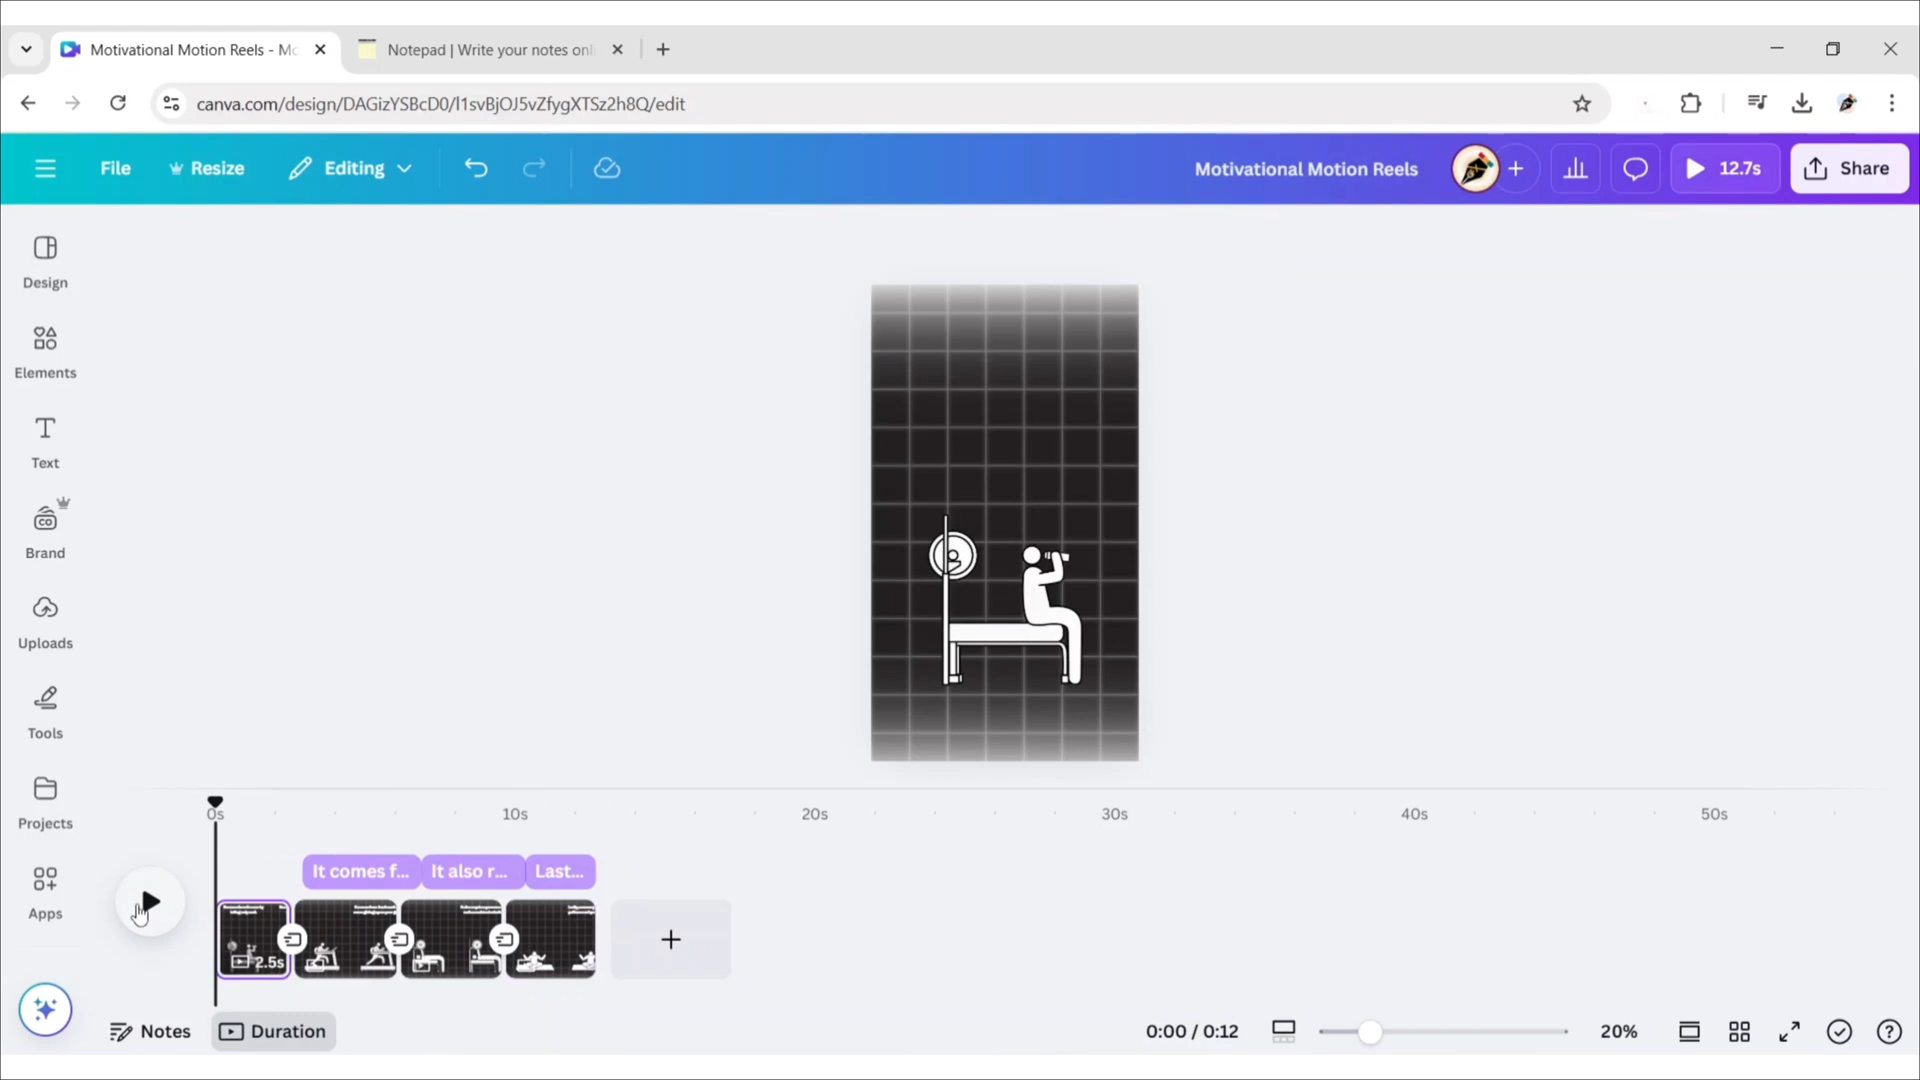 Motivational Motion Reels - Mo
Notepad | Write your notes onl
canva.com/design/DAGizYSBcD0/l1svBjOJ5vZfygXTSz2h8Q/edit
File
Resize
Editing
Motivational Motion Reels
12.7s
Share
Design
Elements
Text
Brand
Uploads
Tools
Projects
Apps
0s
10s
20s
30s
40s
50s
It comes f...
It also r...
Last...
2.5s
Notes
Duration
0:00 / 0:12
20%